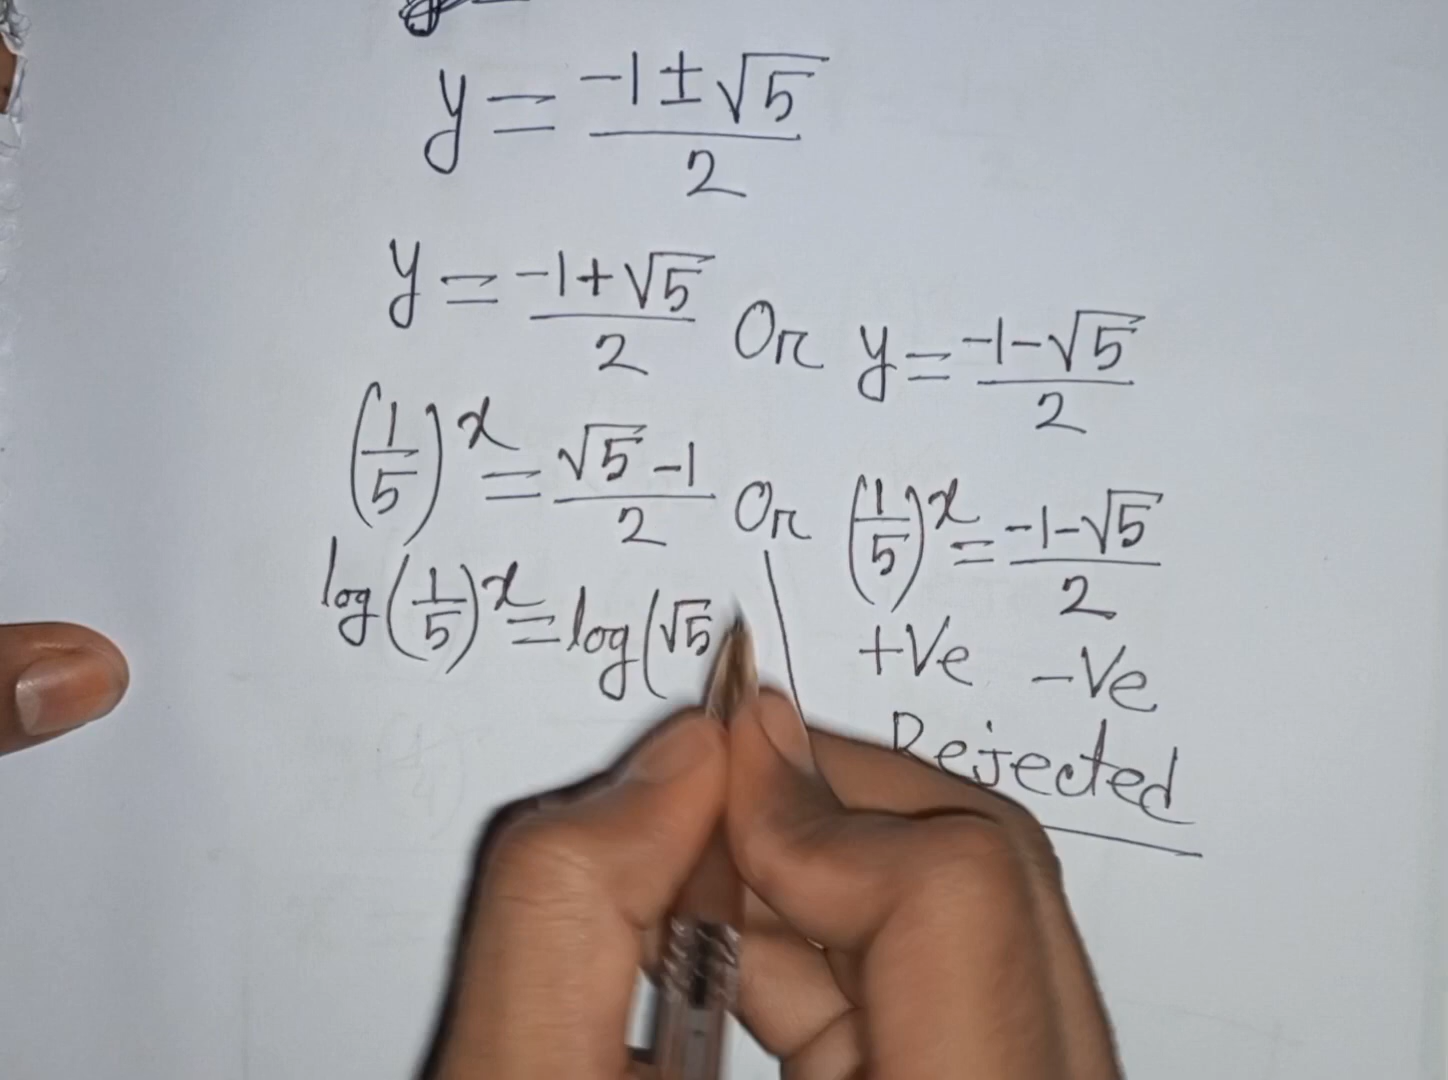 y = (-1 ± √5)/2
y = (-1 + √5)/2 Or y = (-1 - √5)/2
(1/5)^x = (√5 - 1)/2 Or (1/5)^x = (-1 - √5)/2
log(1/5)^x = log(√5 +Ve -Ve
Rejected